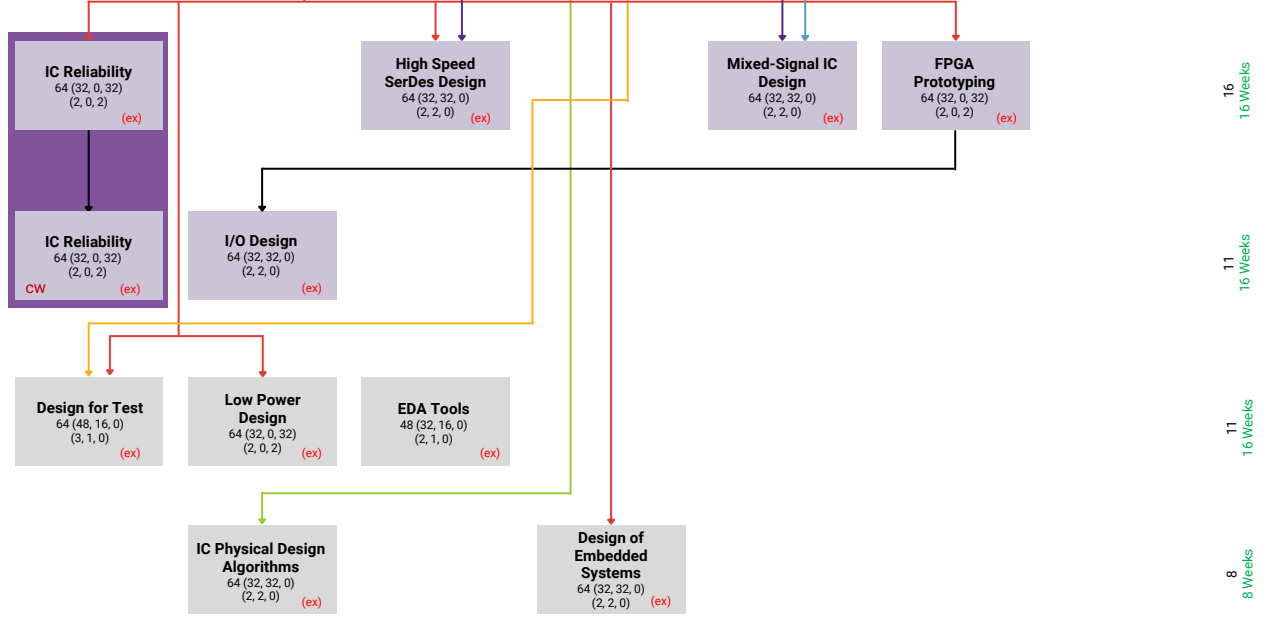 IC Reliability
64 (32, 0, 32)
(2, 0, 2)
(ex)
High Speed
SerDes Design
64 (32, 32, 0)
(2, 2, 0)
(ex)
Mixed-Signal IC
Design
64 (32, 32, 0)
(2, 2, 0)
(ex)
FPGA
Prototyping
64 (32, 0, 32)
(2, 0, 2)
(ex)
16
16 Weeks
IC Reliability
64 (32, 0, 32)
(2, 0, 2)
CW
(ex)
I/O Design
64 (32, 32, 0)
(2, 2, 0)
(ex)
11
16 Weeks
Design for Test
64 (48, 16, 0)
(3, 1, 0)
(ex)
Low Power
Design
64 (32, 0, 32)
(2, 0, 2)
(ex)
EDA Tools
48 (32, 16, 0)
(2, 1, 0)
(ex)
11
16 Weeks
IC Physical Design
Algorithms
64 (32, 32, 0)
(2, 2, 0)
(ex)
Design of
Embedded
Systems
64 (32, 32, 0)
(2, 2, 0)
(ex)
8
8 Weeks